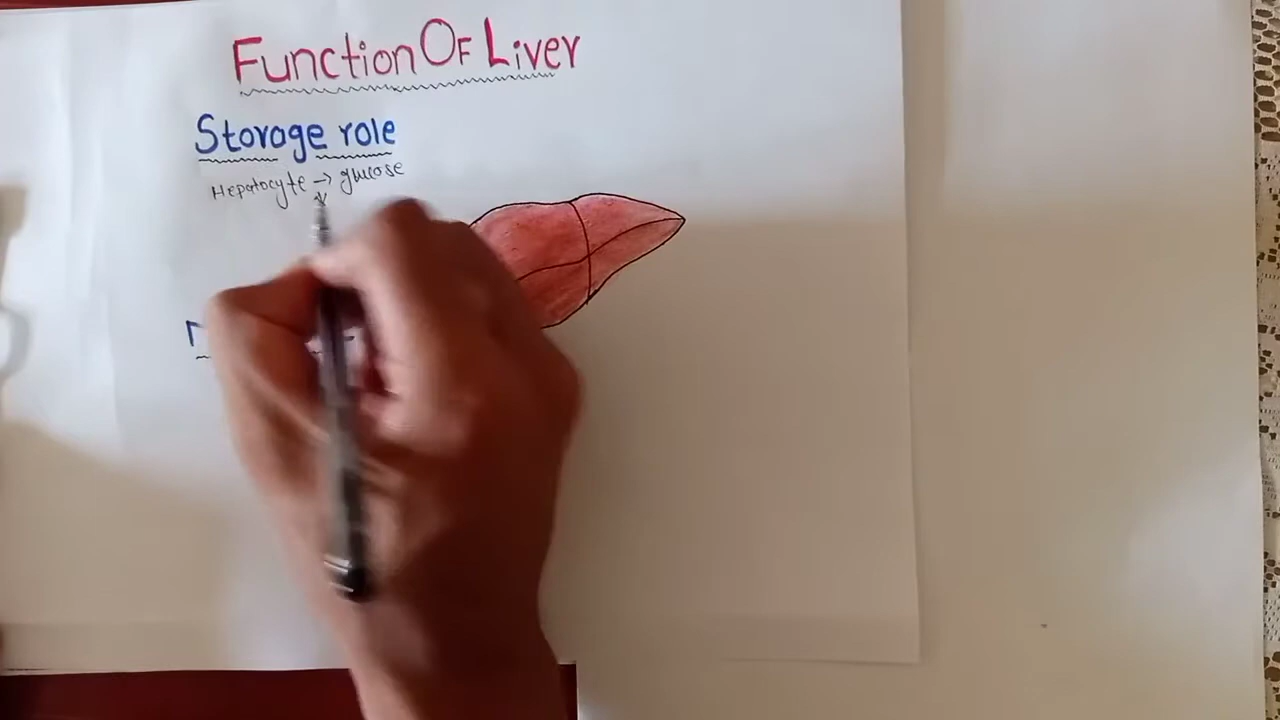 Function Of Liver
Storage role
Hepatocyte → glucose